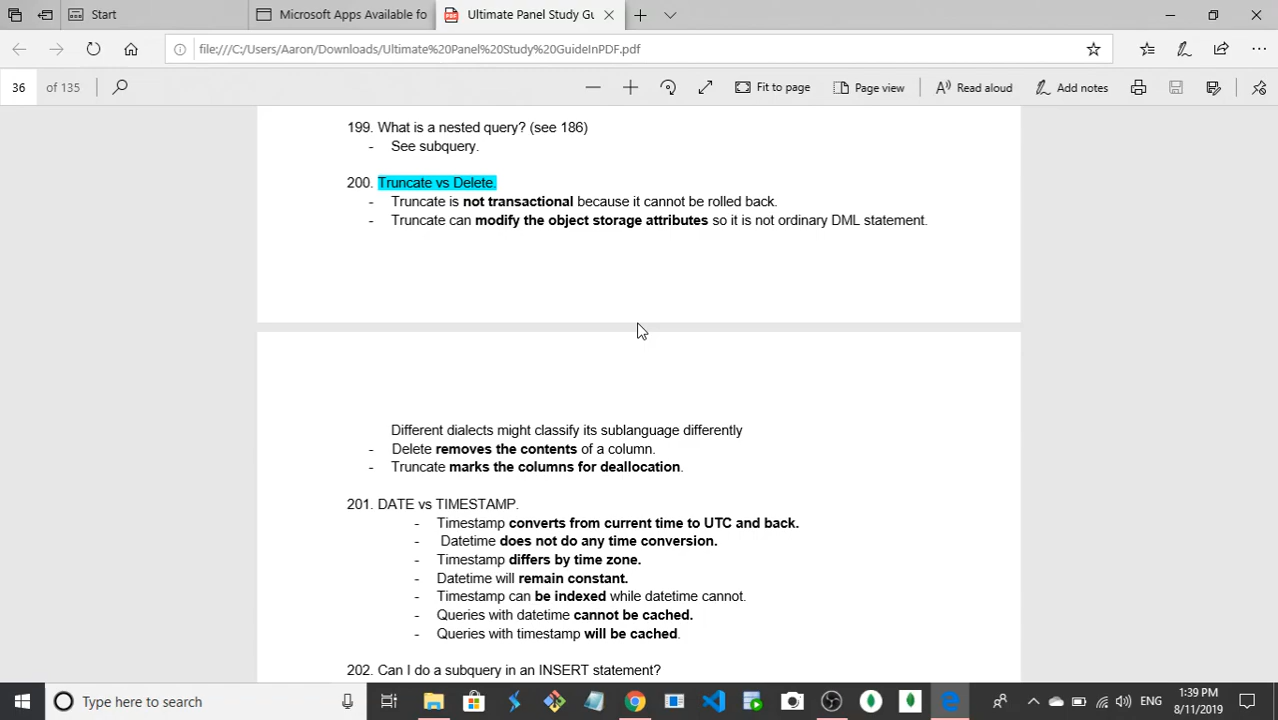 Start
Microsoft Apps Available fo
Ultimate Panel Study Gu
file:///C:/Users/Aaron/Downloads/Ultimate%20Panel%20Study%20GuideInPDF.pdf
36 of 135
Fit to page
Page view
Read aloud
Add notes
199. What is a nested query? (see 186)
- See subquery.
200. Truncate vs Delete.
- Truncate is not transactional because it cannot be rolled back.
- Truncate can modify the object storage attributes so it is not ordinary DML statement.
Different dialects might classify its sublanguage differently
- Delete removes the contents of a column.
- Truncate marks the columns for deallocation.
201. DATE vs TIMESTAMP.
- Timestamp converts from current time to UTC and back.
- Datetime does not do any time conversion.
- Timestamp differs by time zone.
- Datetime will remain constant.
- Timestamp can be indexed while datetime cannot.
- Queries with datetime cannot be cached.
- Queries with timestamp will be cached.
202. Can I do a subquery in an INSERT statement?
Type here to search
ENG
1:39 PM
8/11/2019